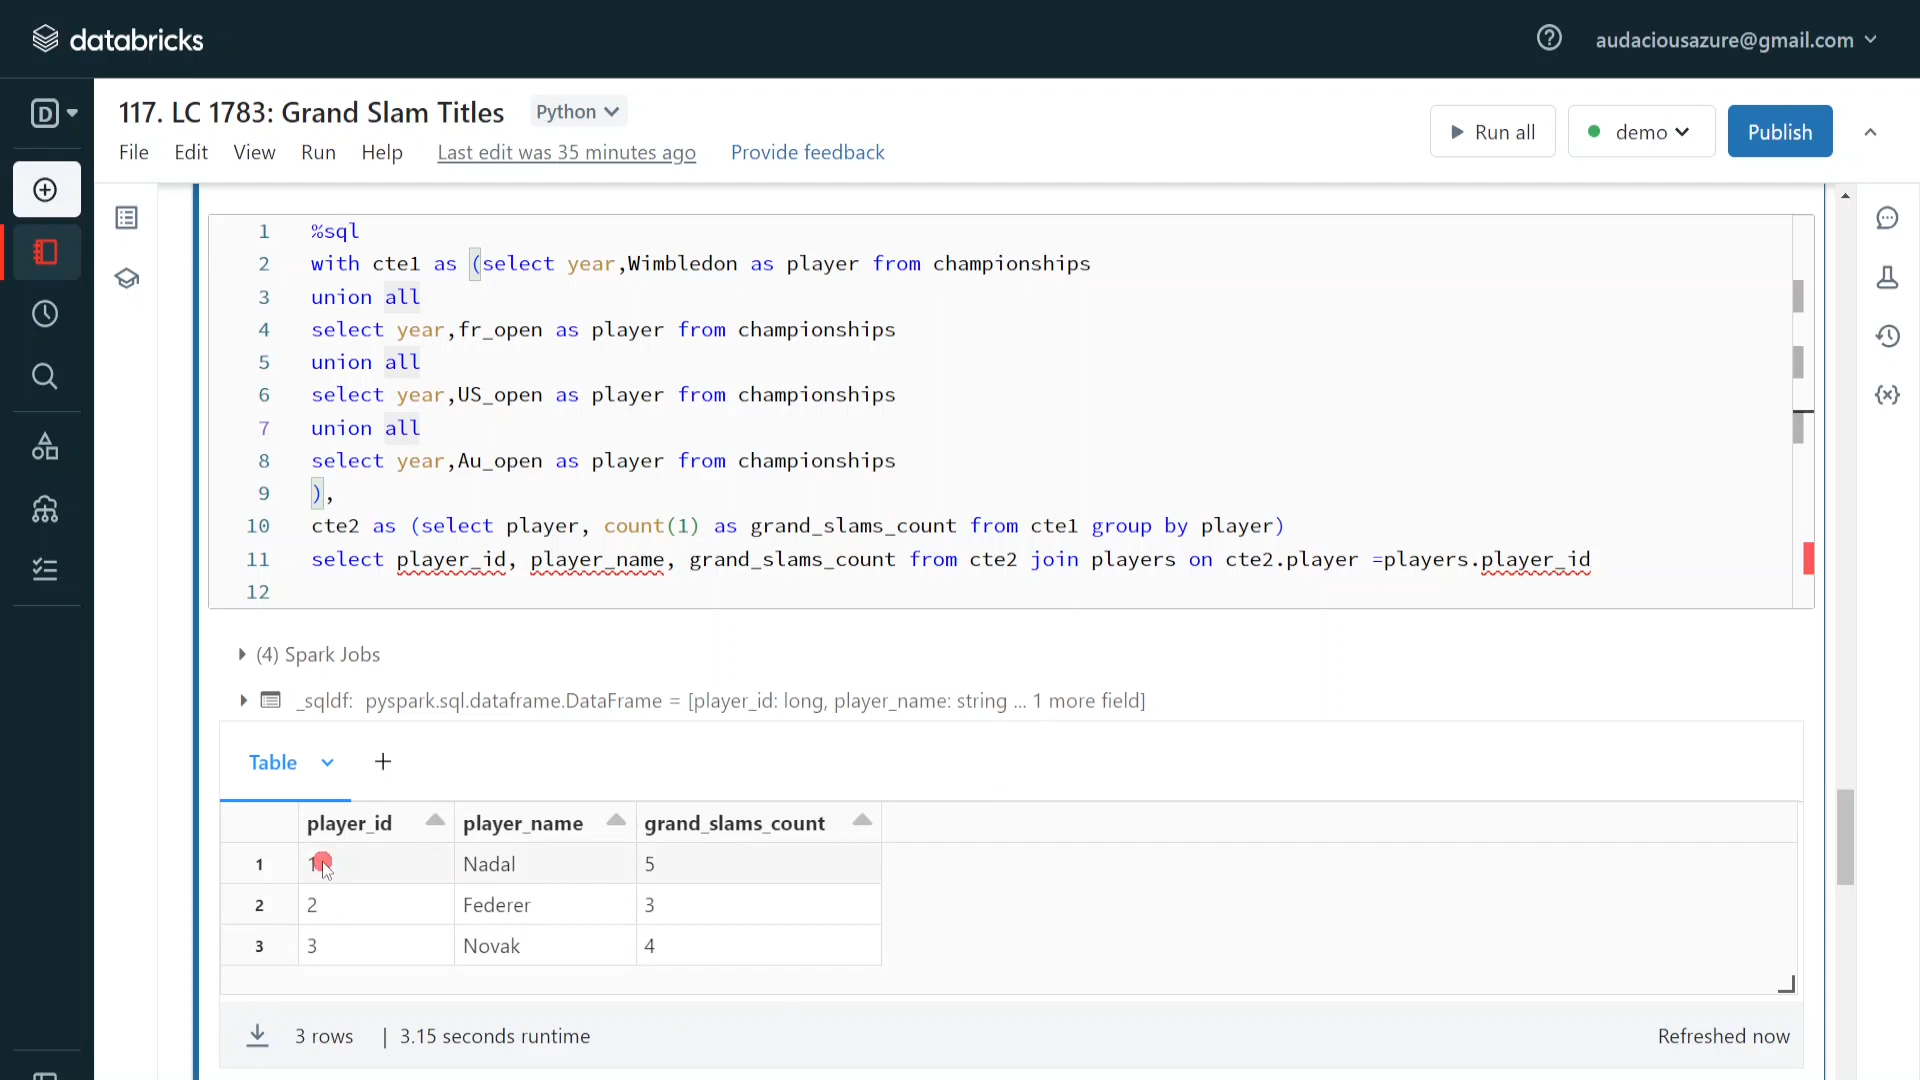 databricks
audaciousazure@gmail.com
D
117. LC 1783: Grand Slam Titles
Python
File Edit View Run Help Last edit was 35 minutes ago Provide feedback
Run all
demo
Publish
1 %sql
2 with cte1 as (select year,Wimbledon as player from championships
3 union all
4 select year,fr_open as player from championships
5 union all
6 select year,US_open as player from championships
7 union all
8 select year,Au_open as player from championships
9 ),
10 cte2 as (select player, count(1) as grand_slams_count from cte1 group by player)
11 select player_id, player_name, grand_slams_count from cte2 join players on cte2.player =players.player_id
12
(4) Spark Jobs
_sqldf: pyspark.sql.dataframe.DataFrame = [player_id: long, player_name: string ... 1 more field]
Table +
player_id player_name grand_slams_count
1 1 Nadal 5
2 2 Federer 3
3 3 Novak 4
3 rows | 3.15 seconds runtime
Refreshed now